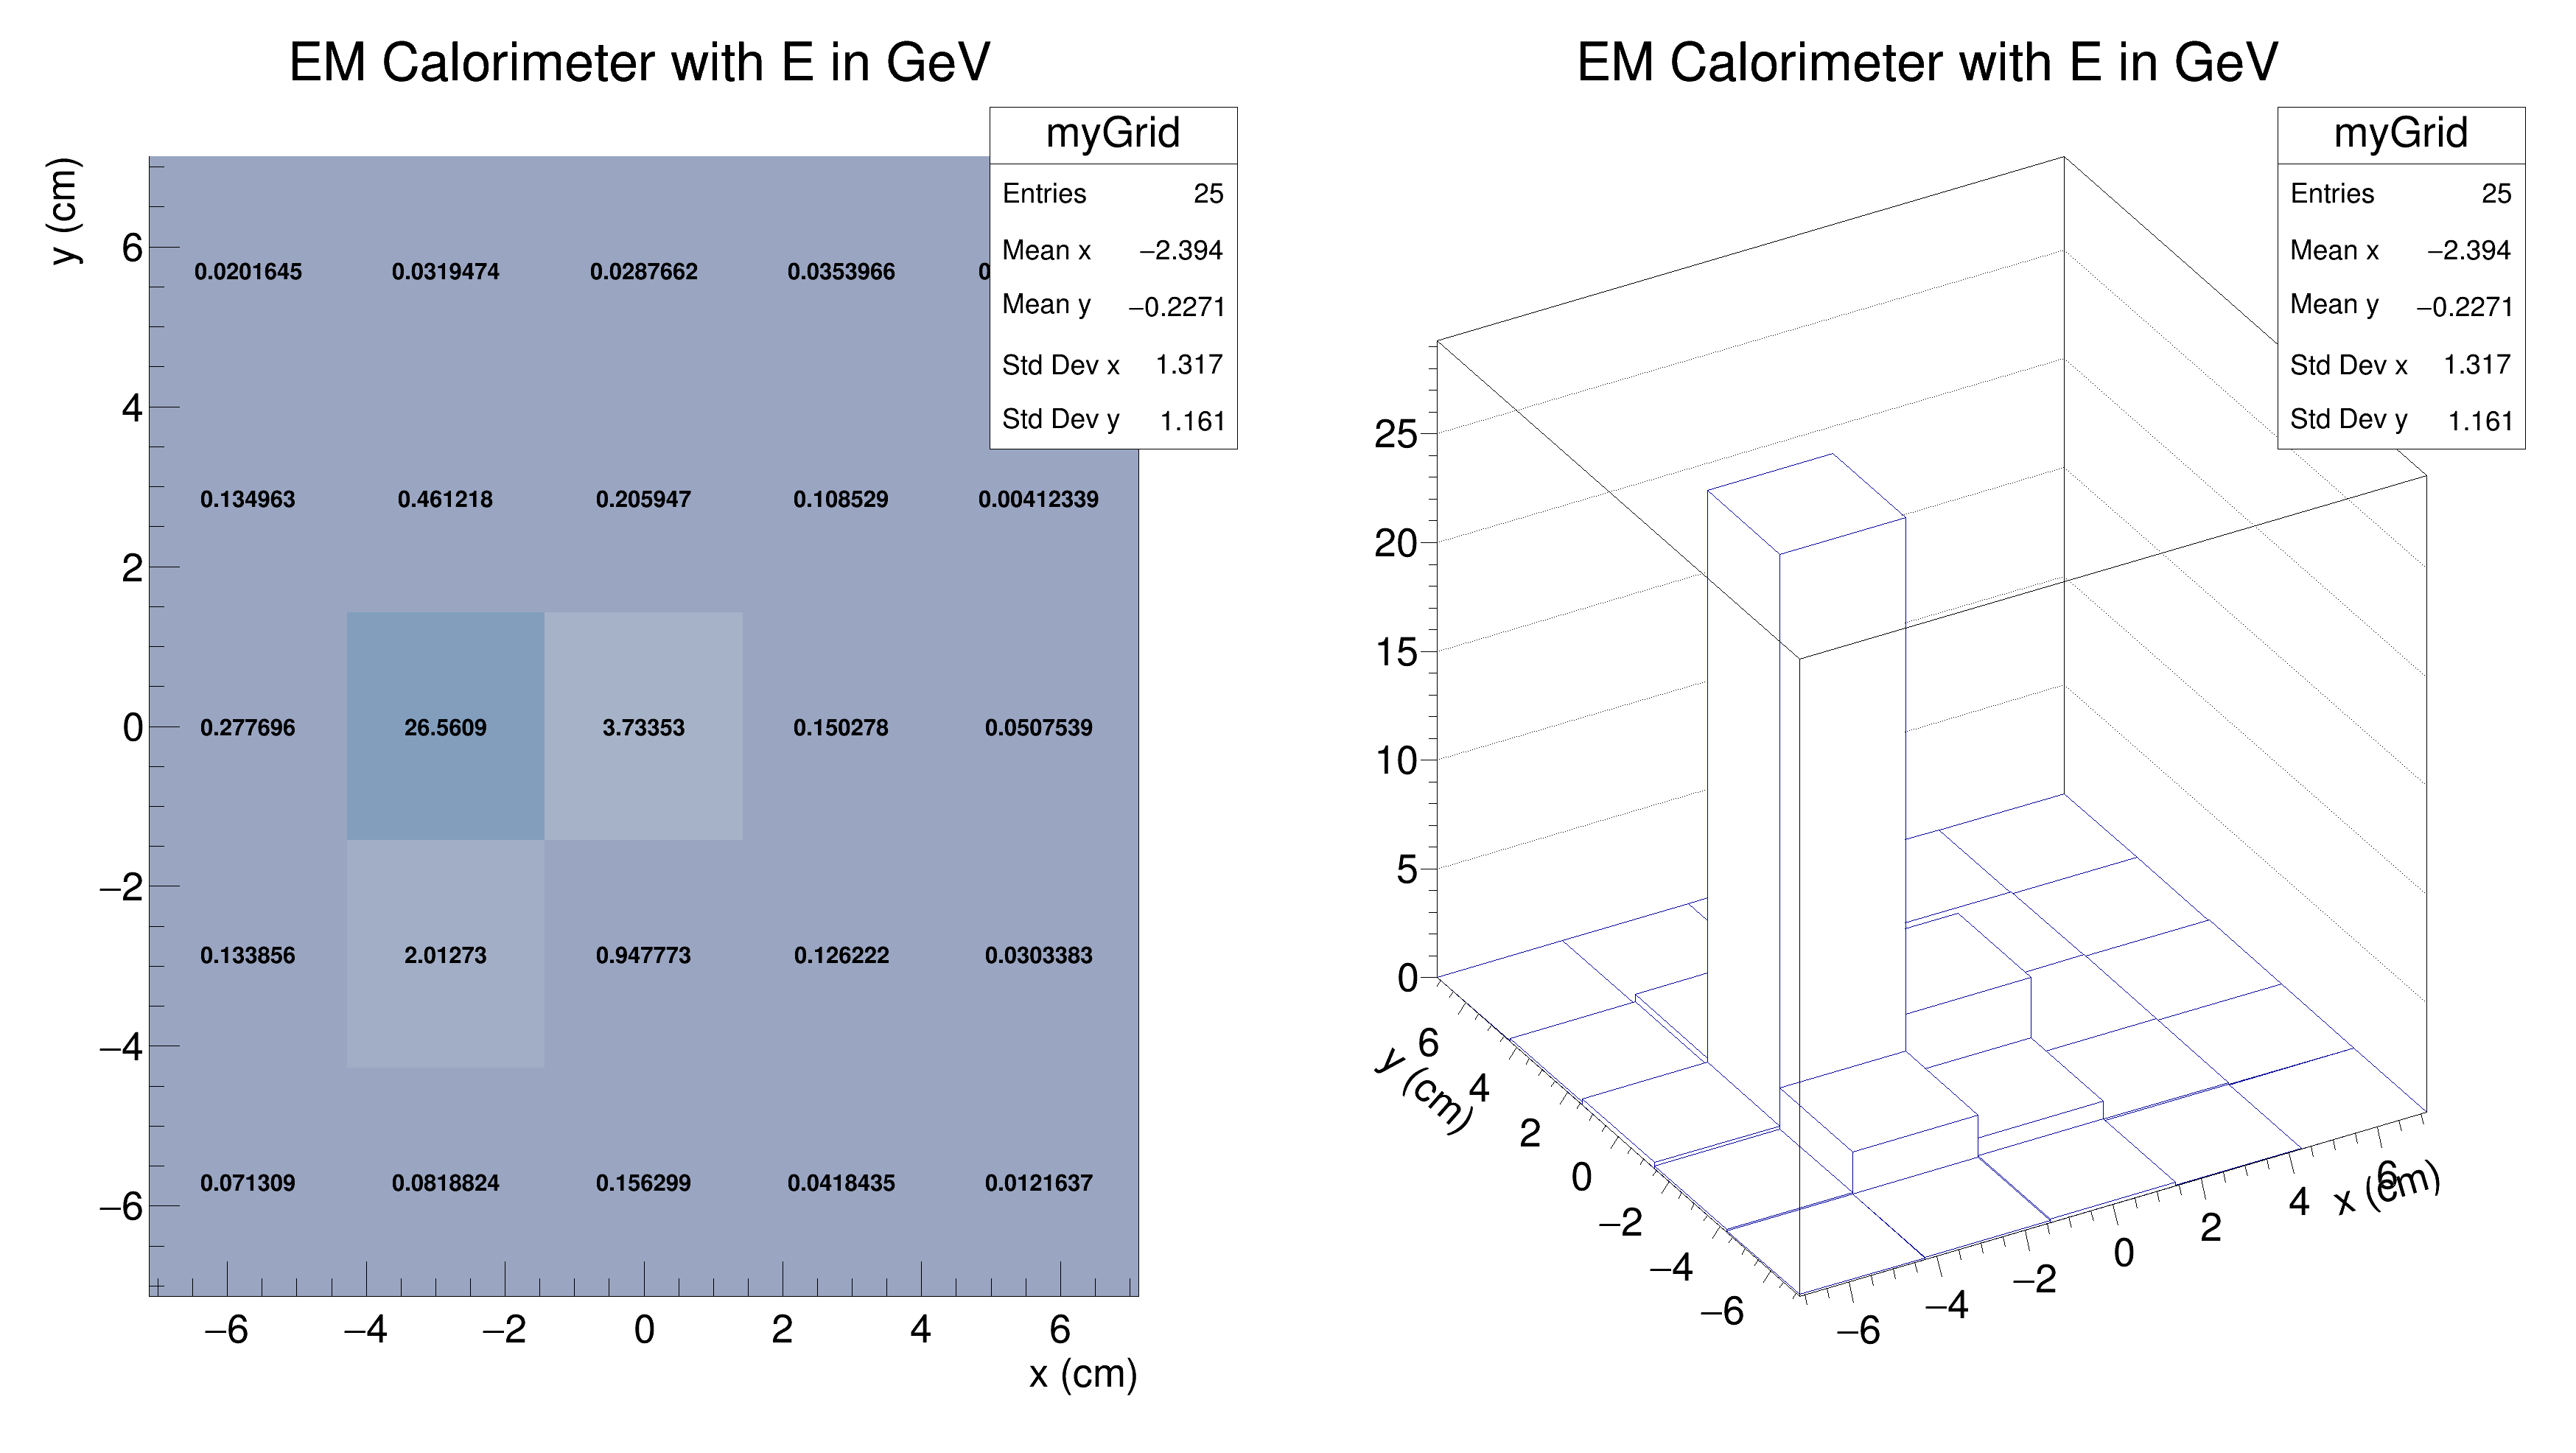 EM Calorimeter with E in GeV
myGrid
Entries 25
Mean x −2.394
Mean y −0.2271
Std Dev x 1.317
Std Dev y 1.161
y (cm)
6
4
2
0
−2
−4
−6
0.0201645 0.0319474 0.0287662 0.0353966
0.134963 0.461218 0.205947 0.108529 0.00412339
0.277696 26.5609 3.73353 0.150278 0.0507539
0.133856 2.01273 0.947773 0.126222 0.0303383
0.071309 0.0818824 0.156299 0.0418435 0.0121637
−6 −4 −2 0 2 4 6
x (cm)
EM Calorimeter with E in GeV
myGrid
Entries 25
Mean x −2.394
Mean y −0.2271
Std Dev x 1.317
Std Dev y 1.161
25
20
15
10
5
0
y (cm)
6
4
2
0
−2
−4
−6
−6 −4 −2 0 2 4 6
x (cm)